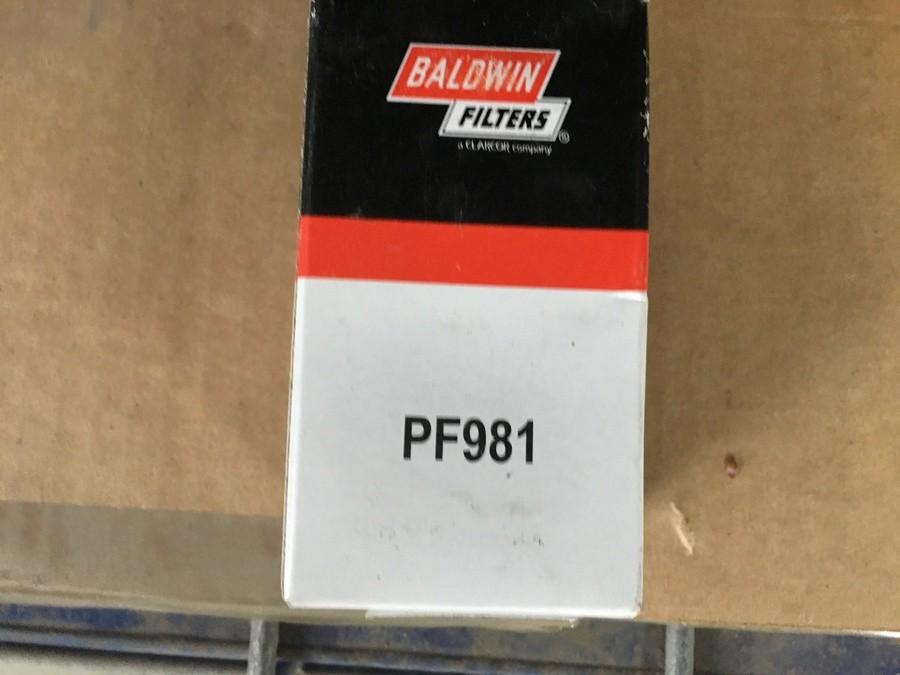 BALDWIN
FILTERS®
a CLARCOR company
PF981